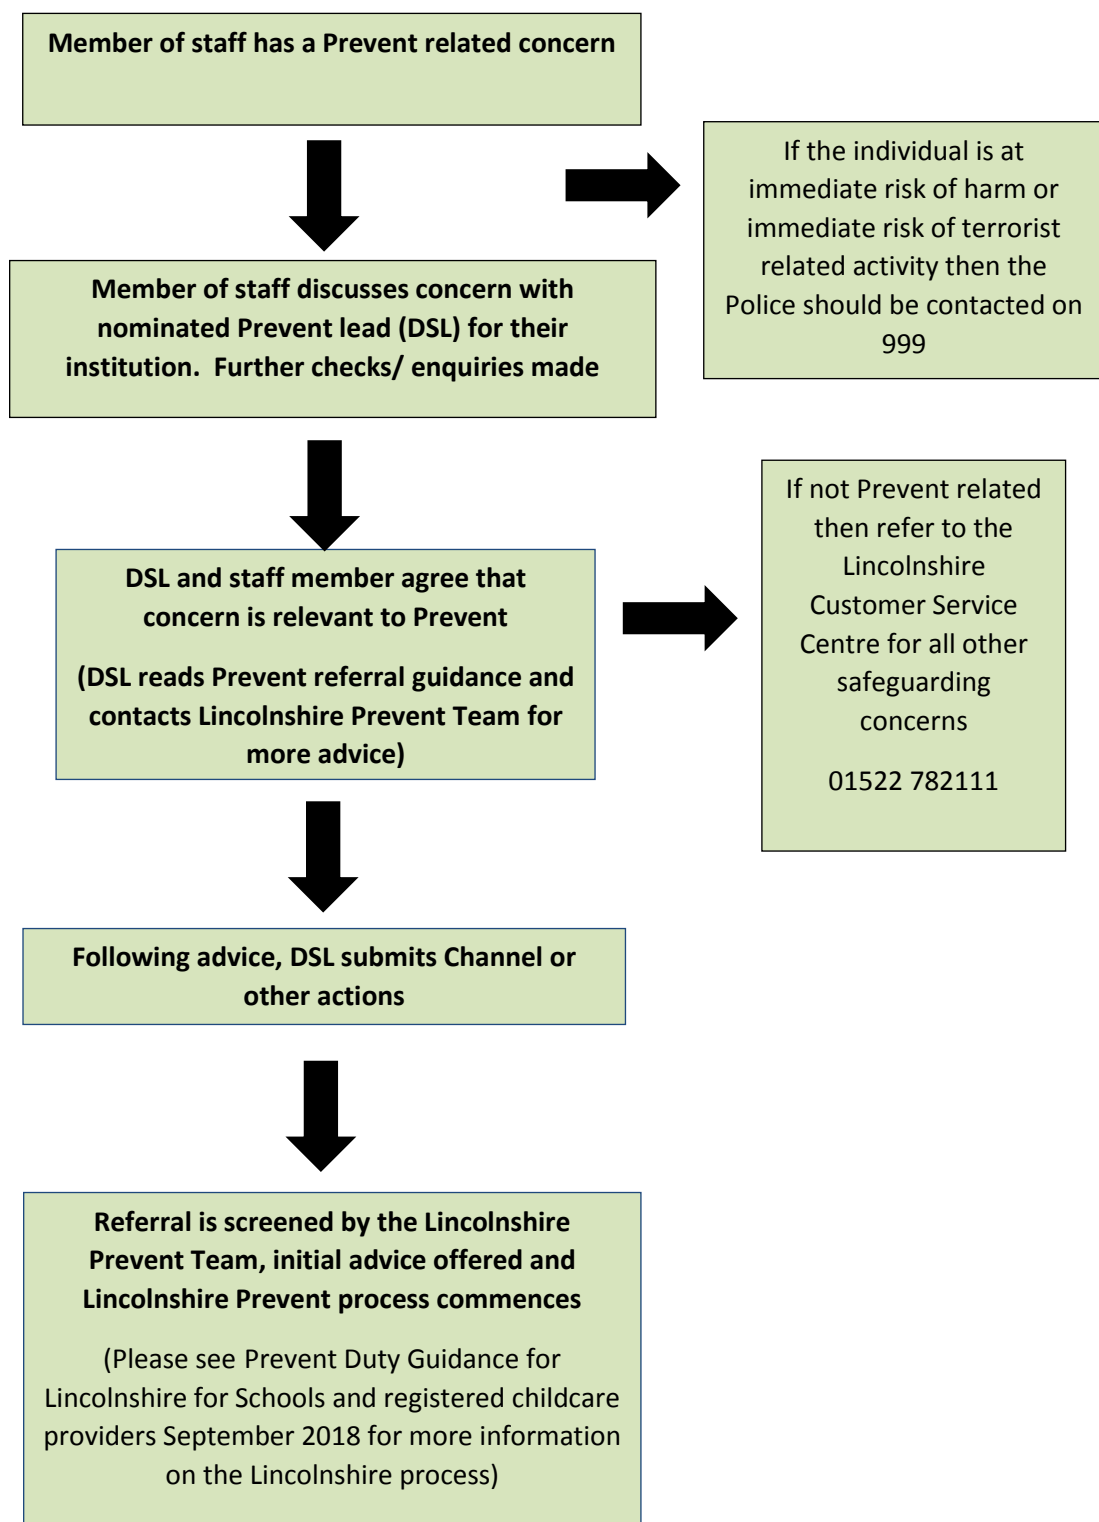 Member of staff has a Prevent related concern
If the individual is at
immediate risk of harm or
immediate risk of terrorist
related activity then the
Police should be contacted on
999
Member of staff discusses concern with
nominated Prevent lead (DSL) for their
institution.  Further checks/ enquiries made
If not Prevent related
then refer to the
Lincolnshire
Customer Service
Centre for all other
safeguarding
concerns
01522 782111
DSL and staff member agree that
concern is relevant to Prevent
(DSL reads Prevent referral guidance and
contacts Lincolnshire Prevent Team for
more advice)
Following advice, DSL submits Channel or
other actions
Referral is screened by the Lincolnshire
Prevent Team, initial advice offered and
Lincolnshire Prevent process commences
(Please see Prevent Duty Guidance for
Lincolnshire for Schools and registered childcare
providers September 2018 for more information
on the Lincolnshire process)